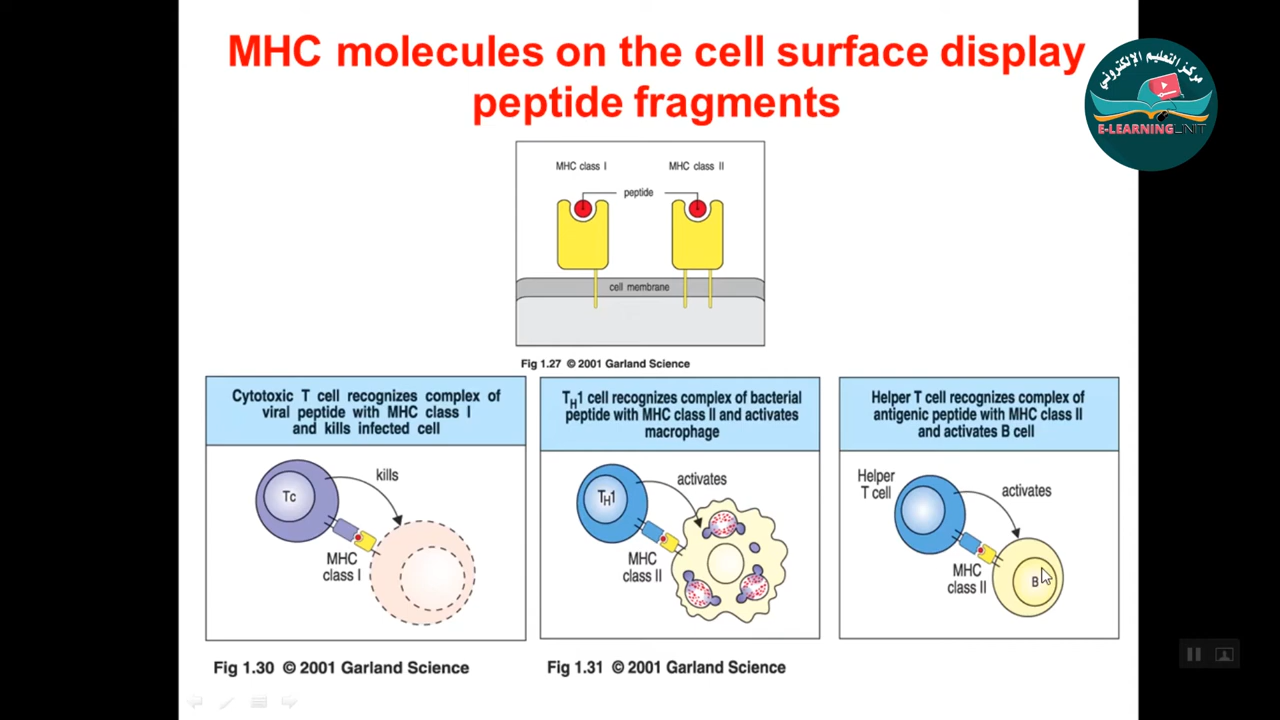 MHC molecules on the cell surface display
peptide fragments
مركز التعليم الإلكتروني
E-LEARNING UNIT
MHC class I
MHC class II
peptide
cell membrane
Fig 1.27 © 2001 Garland Science
Cytotoxic T cell recognizes complex of
viral peptide with MHC class I
and kills infected cell
Tc
kills
MHC
class I
Fig 1.30 © 2001 Garland Science
TH1 cell recognizes complex of bacterial
peptide with MHC class II and activates
macrophage
TH1
activates
MHC
class II
Fig 1.31 © 2001 Garland Science
Helper T cell recognizes complex of
antigenic peptide with MHC class II
and activates B cell
Helper
T cell
activates
MHC
class II
B